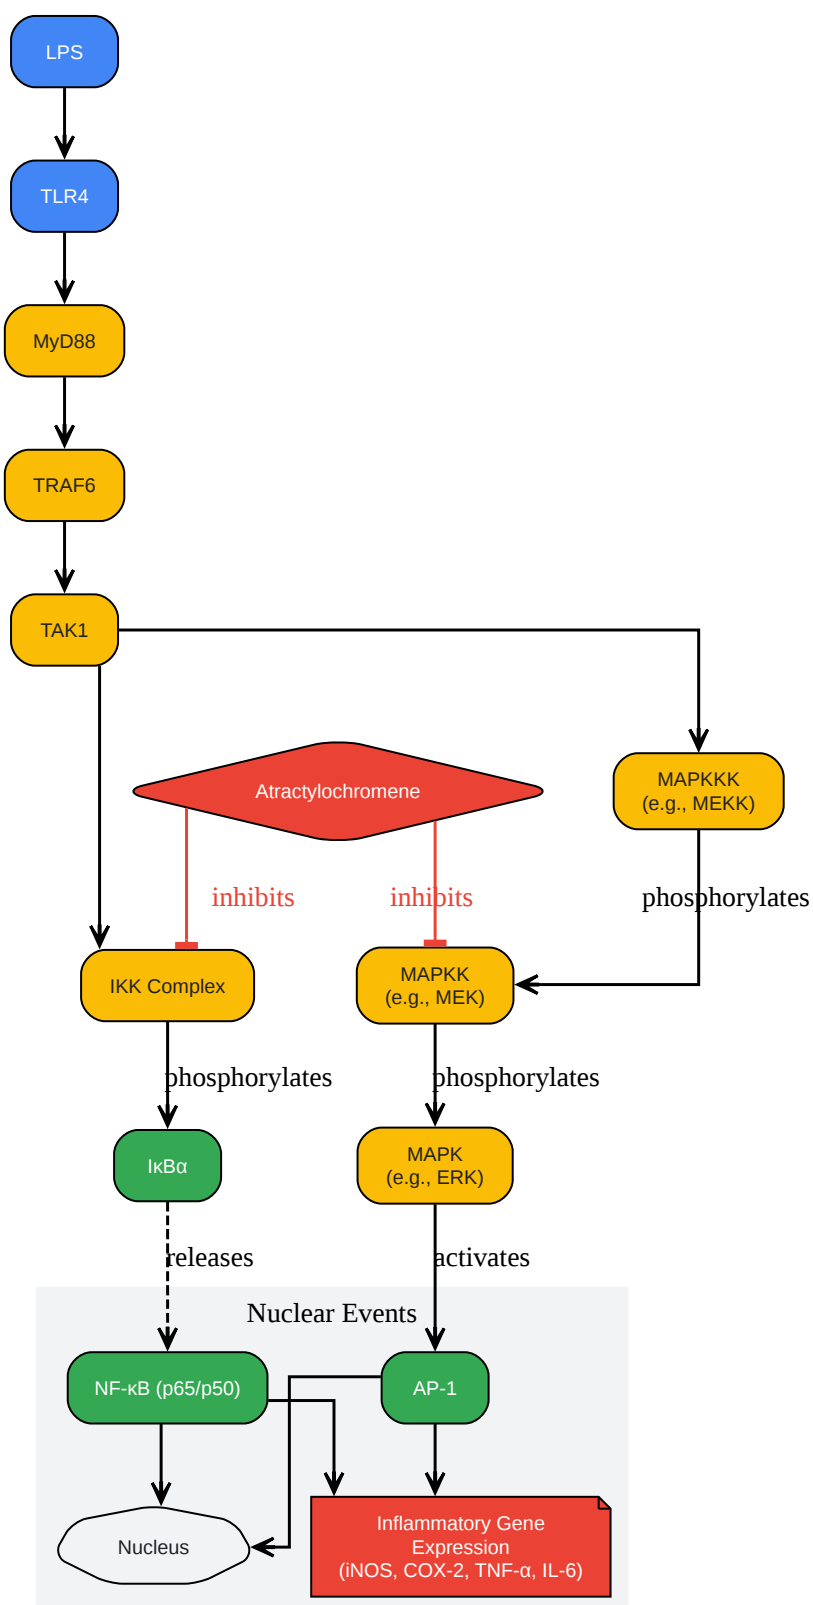 LPS
TLR4
MyD88
TRAF6
TAK1
Atractylochromene
MAPKKK
(e.g., MEKK)
inhibits
inhibits
phosphorylates
IKK Complex
MAPKK
(e.g., MEK)
phosphorylates
phosphorylates
IκBα
MAPK
(e.g., ERK)
releases
activates
Nuclear Events
NF-κB (p65/p50)
AP-1
Nucleus
Inflammatory Gene
Expression
(iNOS, COX-2, TNF-α, IL-6)